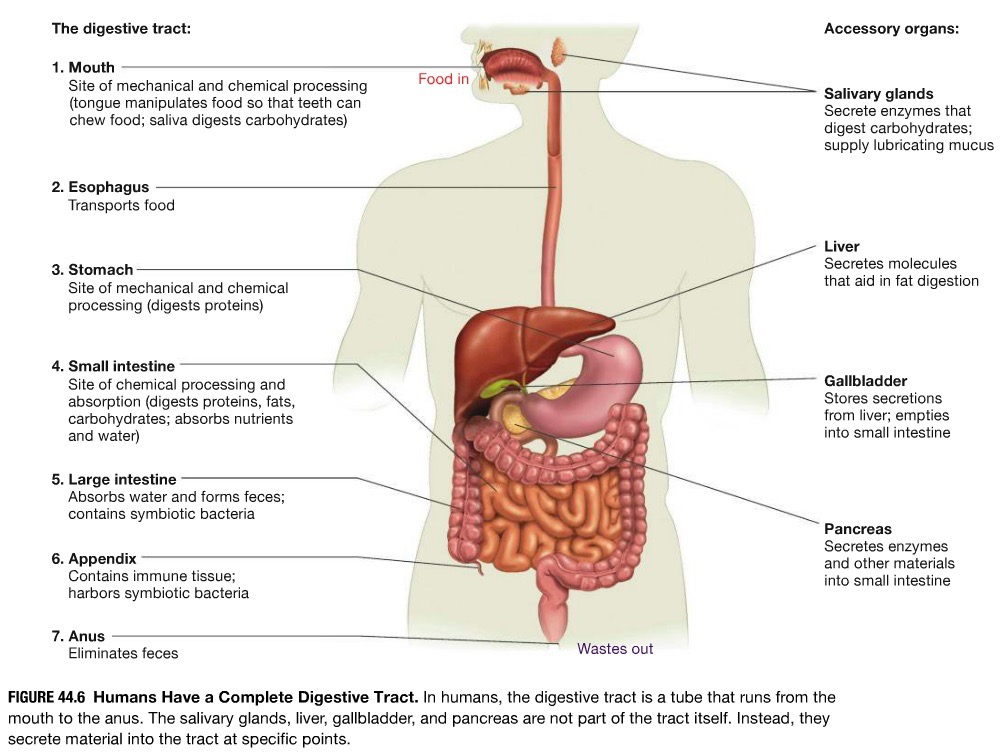 The digestive tract:
1. Mouth
Site of mechanical and chemical processing
(tongue manipulates food so that teeth can
chew food; saliva digests carbohydrates)
2. Esophagus
Transports food
3. Stomach
Site of mechanical and chemical
processing (digests proteins)
4. Small intestine
Site of chemical processing and
absorption (digests proteins, fats,
carbohydrates; absorbs nutrients
and water)
5. Large intestine
Absorbs water and forms feces;
contains symbiotic bacteria
6. Appendix
Contains immune tissue;
harbors symbiotic bacteria
7. Anus
Eliminates feces
Food in
Wastes out
Accessory organs:
Salivary glands
Secrete enzymes that
digest carbohydrates;
supply lubricating mucus
Liver
Secretes molecules
that aid in fat digestion
Gallbladder
Stores secretions
from liver; empties
into small intestine
Pancreas
Secretes enzymes
and other materials
into small intestine
FIGURE 44.6 Humans Have a Complete Digestive Tract. In humans, the digestive tract is a tube that runs from the
mouth to the anus. The salivary glands, liver, gallbladder, and pancreas are not part of the tract itself. Instead, they
secrete material into the tract at specific points.